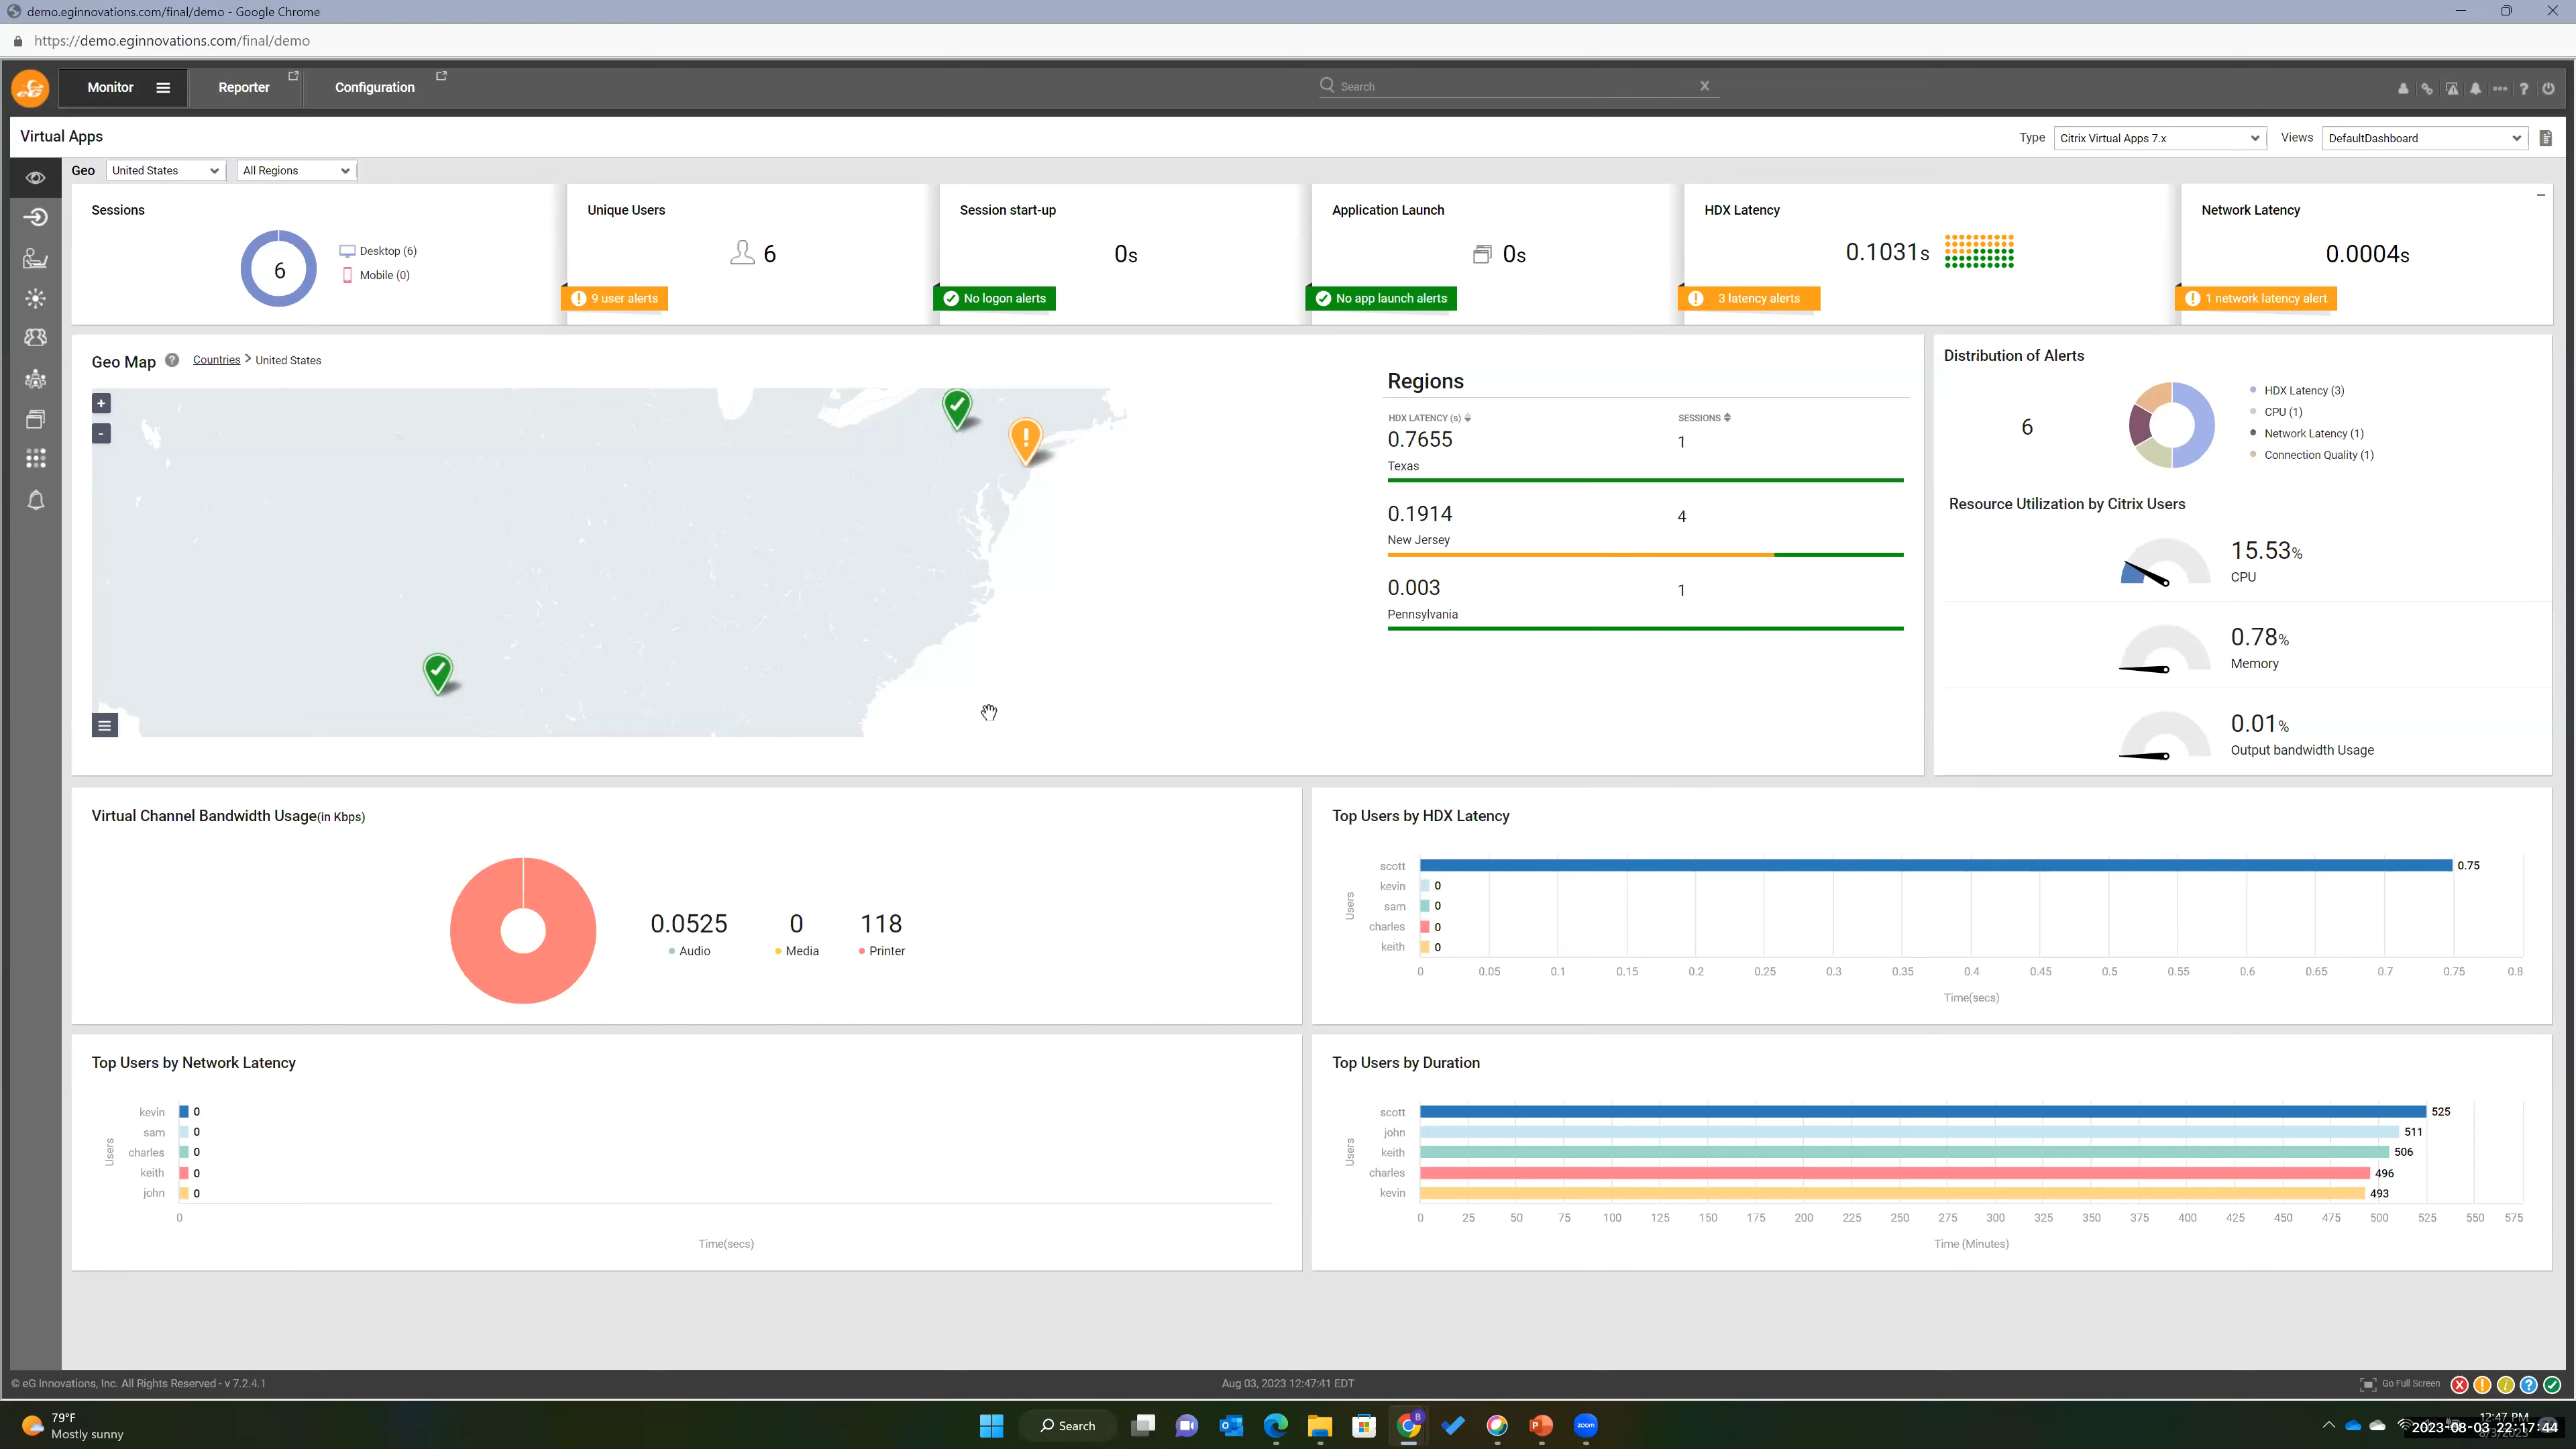 demo.eginnovations.com/final/demo - Google Chrome
https://demo.eginnovations.com/final/demo
Monitor
Reporter
Configuration
Search
X
Virtual Apps
Type
Citrix Virtual Apps 7.x
Views
DefaultDashboard
Geo
United States
All Regions
Sessions
6
Desktop (6)
Mobile (0)
Unique Users
6
9 user alerts
Session start-up
0s
No logon alerts
Application Launch
0s
No app launch alerts
HDX Latency
0.1031s
3 latency alerts
Network Latency
0.0004s
1 network latency alert
Geo Map ? Countries > United States
+
-
Regions
HDX LATENCY (s)
SESSIONS
0.7655
1
Texas
0.1914
4
New Jersey
0.003
1
Pennsylvania
Distribution of Alerts
6
HDX Latency (3)
CPU (1)
Network Latency (1)
Connection Quality (1)
Resource Utilization by Citrix Users
15.53%
CPU
0.78%
Memory
0.01%
Output bandwidth Usage
Virtual Channel Bandwidth Usage(in Kbps)
0.0525
Audio
0
Media
118
Printer
Top Users by HDX Latency
Users
scott 0.75
kevin 0
sam 0
charles 0
keith 0
0 0.05 0.1 0.15 0.2 0.25 0.3 0.35 0.4 0.45 0.5 0.55 0.6 0.65 0.7 0.75 0.8
Time(secs)
Top Users by Network Latency
Users
kevin 0
sam 0
charles 0
keith 0
john 0
0
Time(secs)
Top Users by Duration
Users
scott 525
john 511
keith 506
charles 496
kevin 493
0 25 50 75 100 125 150 175 200 225 250 275 300 325 350 375 400 425 450 475 500 525 550 575
Time (Minutes)
© eG Innovations, Inc. All Rights Reserved - v 7.2.4.1
Aug 03, 2023 12:47:41 EDT
Go Full Screen
79°F
Mostly sunny
Search
zoom
12:47 PM
2023-08-03 22:17:44